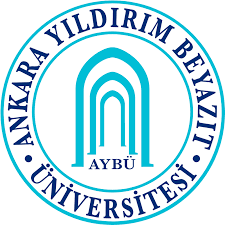 ANKARA YILDIRIM BEYAZIT
AYBÜ
• ÜNİVERSİTESİ •